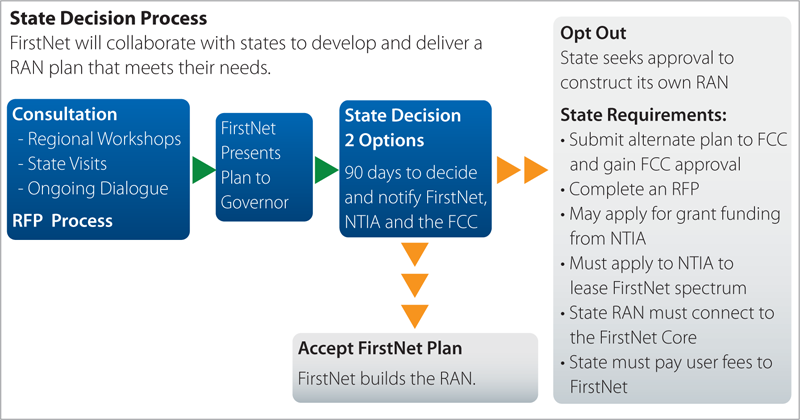 State Decision Process
FirstNet will collaborate with states to develop and deliver a
RAN plan that meets their needs.
Consultation
- Regional Workshops
- State Visits
- Ongoing Dialogue
RFP Process
FirstNet
Presents
Plan to
Governor
State Decision
2 Options
90 days to decide
and notify FirstNet,
NTIA and the FCC
Accept FirstNet Plan
FirstNet builds the RAN.
Opt Out
State seeks approval to
construct its own RAN
State Requirements:
• Submit alternate plan to FCC
and gain FCC approval
• Complete an RFP
• May apply for grant funding
from NTIA
• Must apply to NTIA to
lease FirstNet spectrum
• State RAN must connect to
the FirstNet Core
• State must pay user fees to
FirstNet